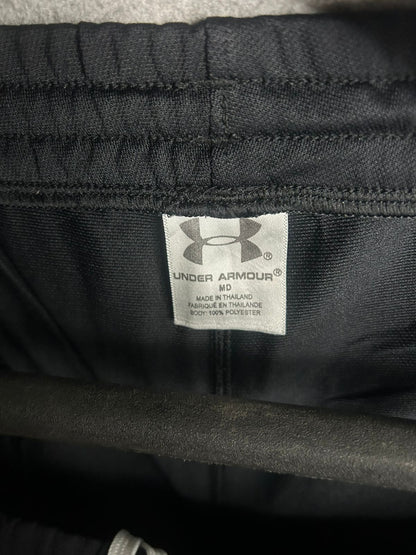 UNDER ARMOUR®
MD
MADE IN THAILAND
FABRIQUÉ EN THAÏLANDE
BODY: 100% POLYESTER